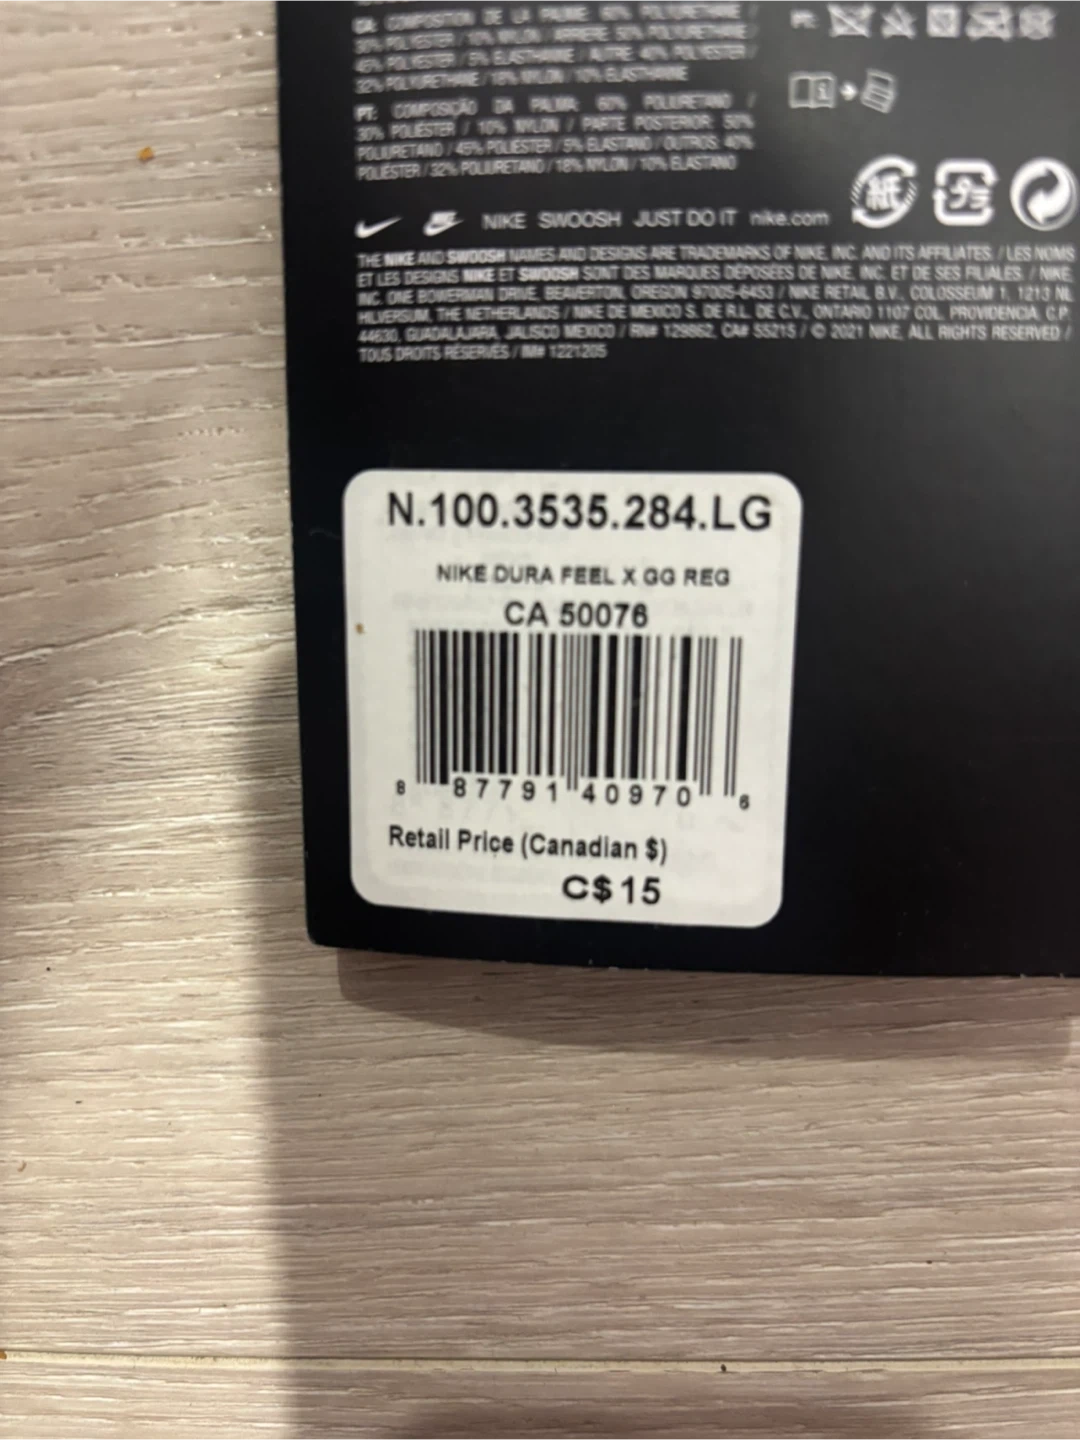 CA: COMPOSITION DE LA PALME: 60% POLYURETHANE /
30% POLYESTER / 10% NYLON / ARRIERE: 50% POLYURETHANE /
45% POLYESTER / 5% ELASTHANNE / AUTRE: 40% POLYESTER /
32% POLYURETHANE / 18% NYLON / 10% ELASTHANNE
PT: COMPOSIÇÃO DA PALMA: 60% POLIURETANO /
30% POLIÉSTER / 10% NYLON / PARTE POSTERIOR: 50%
POLIURETANO / 45% POLIÉSTER / 5% ELASTANO / OUTROS: 40%
POLIÉSTER / 32% POLIURETANO / 18% NYLON / 10% ELASTANO
PT:
紙
プラ
NIKE SWOOSH JUST DO IT nike.com
THE NIKE AND SWOOSH NAMES AND DESIGNS ARE TRADEMARKS OF NIKE, INC. AND ITS AFFILIATES. / LES NOMS
ET LES DESIGNS NIKE ET SWOOSH SONT DES MARQUES DÉPOSÉES DE NIKE, INC. ET DE SES FILIALES. / NIKE,
INC. ONE BOWERMAN DRIVE, BEAVERTON, OREGON 97005-6453 / NIKE RETAIL B.V., COLOSSEUM 1, 1213 NL
HILVERSUM, THE NETHERLANDS / NIKE DE MEXICO S. DE R.L. DE C.V., ONTARIO 1107 COL. PROVIDENCIA, C.P.
44630, GUADALAJARA, JALISCO MEXICO / RN# 129862, CA# 55215 / © 2021 NIKE, ALL RIGHTS RESERVED /
TOUS DROITS RÉSERVÉS / IM# 1221205
N.100.3535.284.LG
NIKE DURA FEEL X GG REG
CA 50076
8 87791 40970 6
Retail Price (Canadian $)
C$ 15